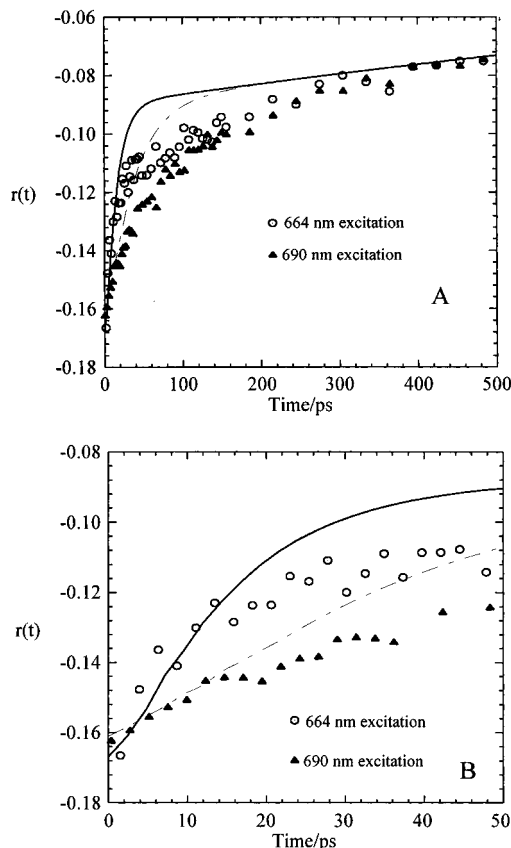 -0.06
-0.08
-0.10
-0.12
-0.14
-0.16
-0.18
r(t)
664 nm excitation
690 nm excitation
A
0 100 200 300 400 500
Time/ps
-0.08
-0.10
-0.12
-0.14
-0.16
-0.18
r(t)
664 nm excitation
690 nm excitation
B
0 10 20 30 40 50
Time/ps